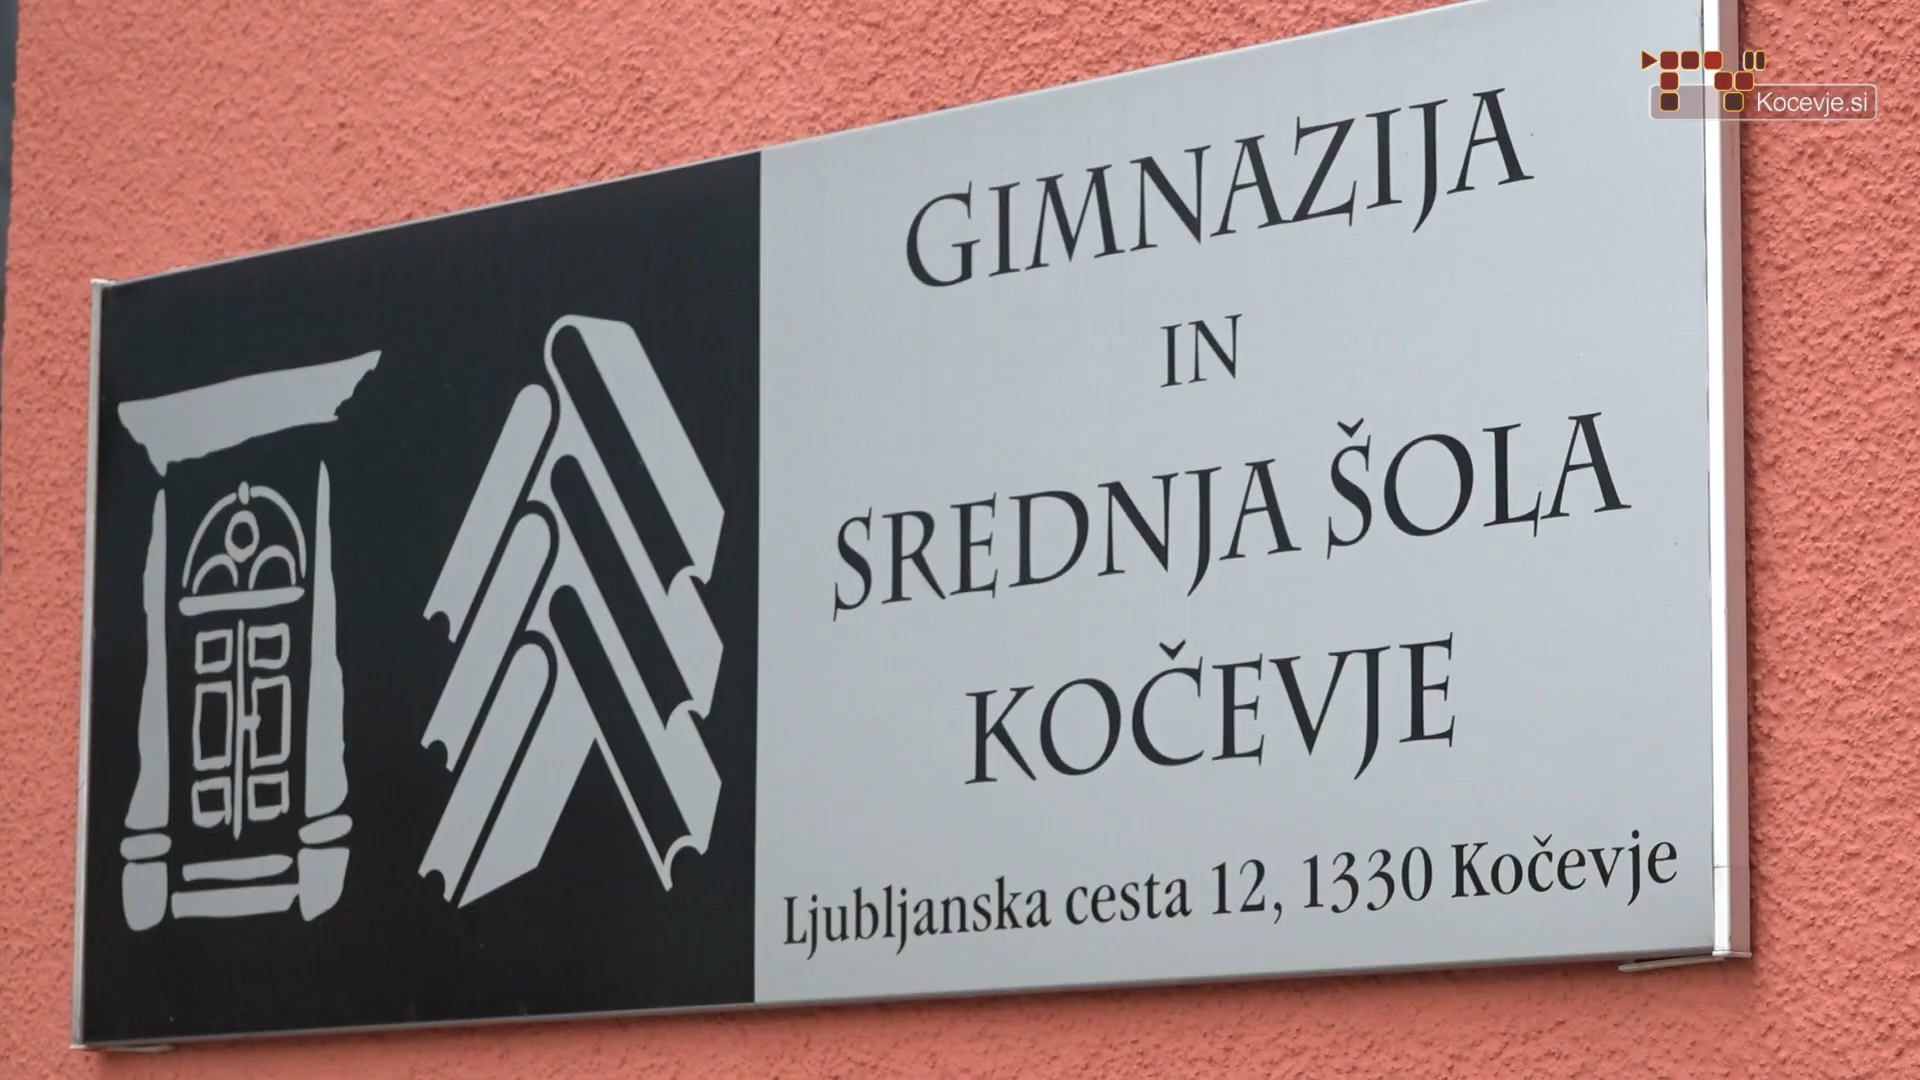 Kocevje.si
GIMNAZIJA
IN
SREDNJA ŠOLA
KOČEVJE
Ljubljanska cesta 12, 1330 Kočevje